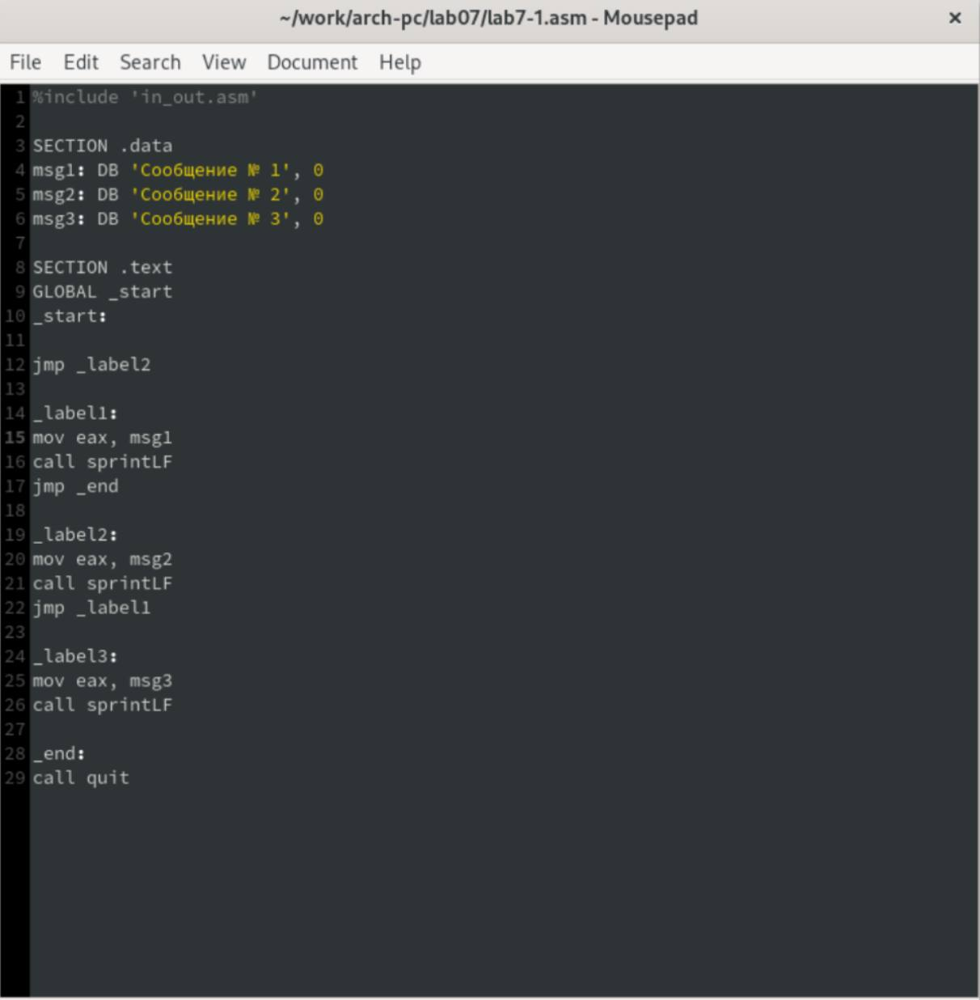 ~/work/arch-pc/lab07/lab7-1.asm - Mousepad ×
File Edit Search View Document Help
1 %include 'in_out.asm'
2
3 SECTION .data
4 msg1: DB 'Сообщение № 1', 0
5 msg2: DB 'Сообщение № 2', 0
6 msg3: DB 'Сообщение № 3', 0
7
8 SECTION .text
9 GLOBAL _start
10 _start:
11
12 jmp _label2
13
14 _label1:
15 mov eax, msg1
16 call sprintLF
17 jmp _end
18
19 _label2:
20 mov eax, msg2
21 call sprintLF
22 jmp _label1
23
24 _label3:
25 mov eax, msg3
26 call sprintLF
27
28 _end:
29 call quit